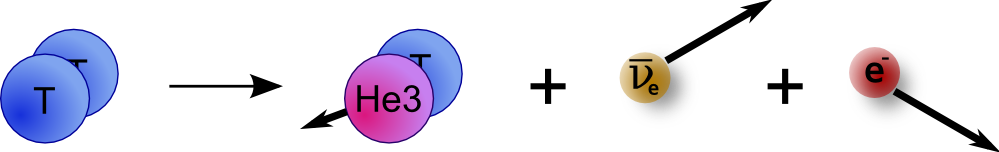 T T → He3 T + ν̅ₑ + e⁻